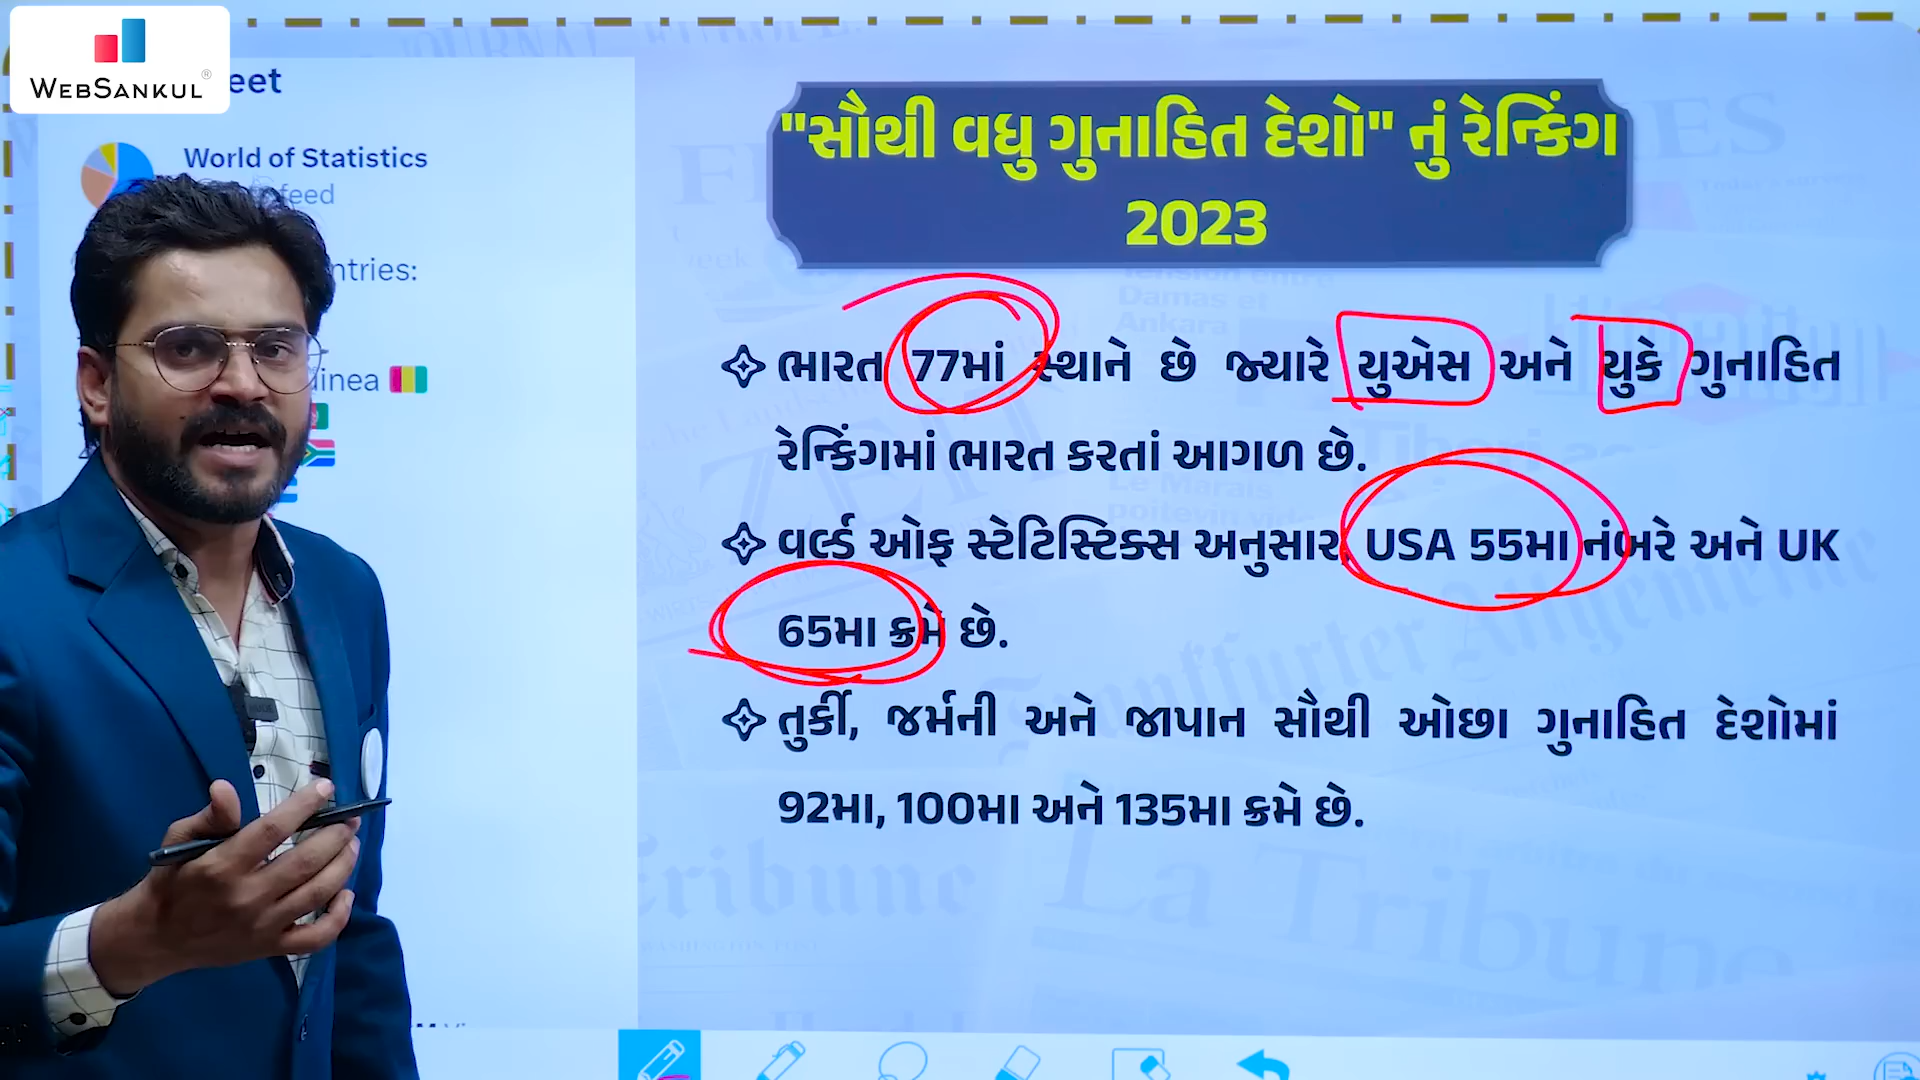 WEBSANKUL®
eet
World of Statistics
feed
ntries:
inea
"સૌથી વધુ ગુનાહિત દેશો" નું રેન્કિંગ
2023
ભારત 77માં સ્થાને છે જ્યારે યુએસ અને યુકે ગુનાહિત
રેન્કિંગમાં ભારત કરતાં આગળ છે.
વર્લ્ડ ઓફ સ્ટેટિસ્ટિક્સ અનુસાર, USA 55મા નંબરે અને UK
65મા ક્રમે છે.
તુર્કી, જર્મની અને જાપાન સૌથી ઓછા ગુનાહિત દેશોમાં
92મા, 100મા અને 135મા ક્રમે છે.